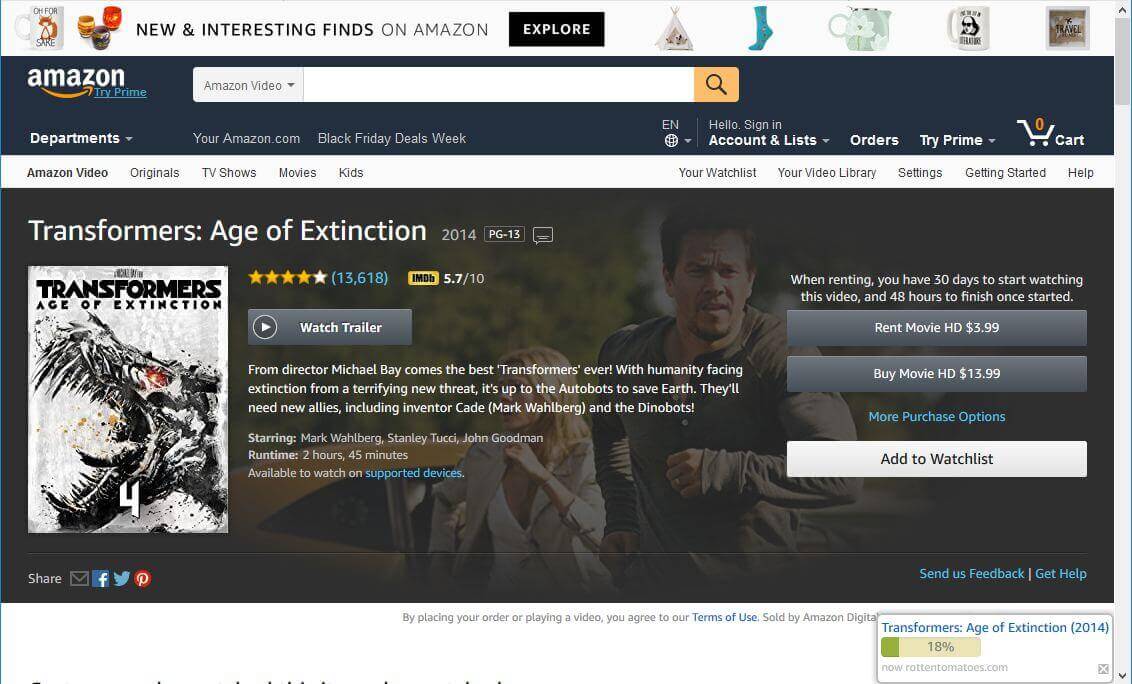 OH FOR
SAKE
NEW & INTERESTING FINDS ON AMAZON
EXPLORE
LITERATURE
TRAVEL
amazon
Try Prime
Amazon Video
Departments
Your Amazon.com
Black Friday Deals Week
EN
Hello. Sign in
Account & Lists
Orders
Try Prime
0
Cart
Amazon Video
Originals
TV Shows
Movies
Kids
Your Watchlist
Your Video Library
Settings
Getting Started
Help
Transformers: Age of Extinction 2014 PG-13
A MICHAEL BAY FILM
TRANSFORMERS
AGE OF EXTINCTION
4
(13,618)
IMDb 5.7/10
Watch Trailer
From director Michael Bay comes the best 'Transformers' ever! With humanity facing
extinction from a terrifying new threat, it's up to the Autobots to save Earth. They'll
need new allies, including inventor Cade (Mark Wahlberg) and the Dinobots!
Starring: Mark Wahlberg, Stanley Tucci, John Goodman
Runtime: 2 hours, 45 minutes
Available to watch on supported devices.
When renting, you have 30 days to start watching
this video, and 48 hours to finish once started.
Rent Movie HD $3.99
Buy Movie HD $13.99
More Purchase Options
Add to Watchlist
Share
Send us Feedback | Get Help
By placing your order or playing a video, you agree to our Terms of Use. Sold by Amazon Digita
Transformers: Age of Extinction (2014)
18%
now rottentomatoes.com